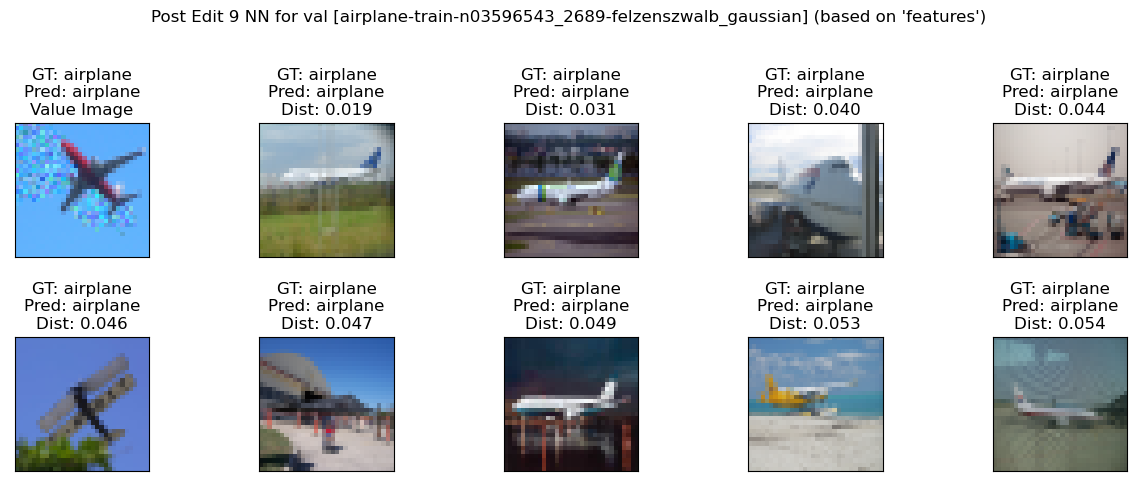 Post Edit 9 NN for val [airplane-train-n03596543_2689-felzenszwalb_gaussian] (based on 'features')
GT: airplane
Pred: airplane
Value Image
GT: airplane
Pred: airplane
Dist: 0.019
GT: airplane
Pred: airplane
Dist: 0.031
GT: airplane
Pred: airplane
Dist: 0.040
GT: airplane
Pred: airplane
Dist: 0.044
GT: airplane
Pred: airplane
Dist: 0.046
GT: airplane
Pred: airplane
Dist: 0.047
GT: airplane
Pred: airplane
Dist: 0.049
GT: airplane
Pred: airplane
Dist: 0.053
GT: airplane
Pred: airplane
Dist: 0.054